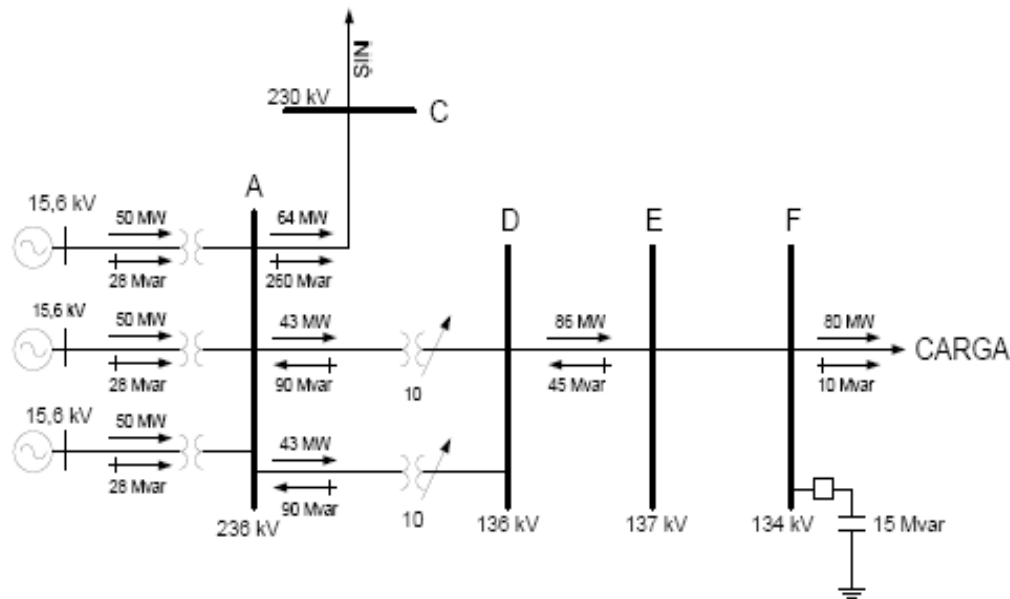 SIN
230 kV
C
A
15,6 kV
50 MW
28 Mvar
64 MW
260 Mvar
D
E
F
15,6 kV
50 MW
28 Mvar
43 MW
90 Mvar
10
86 MW
45 Mvar
80 MW
10 Mvar
CARGA
15,6 kV
50 MW
28 Mvar
43 MW
90 Mvar
10
236 kV
136 kV
137 kV
134 kV
15 Mvar